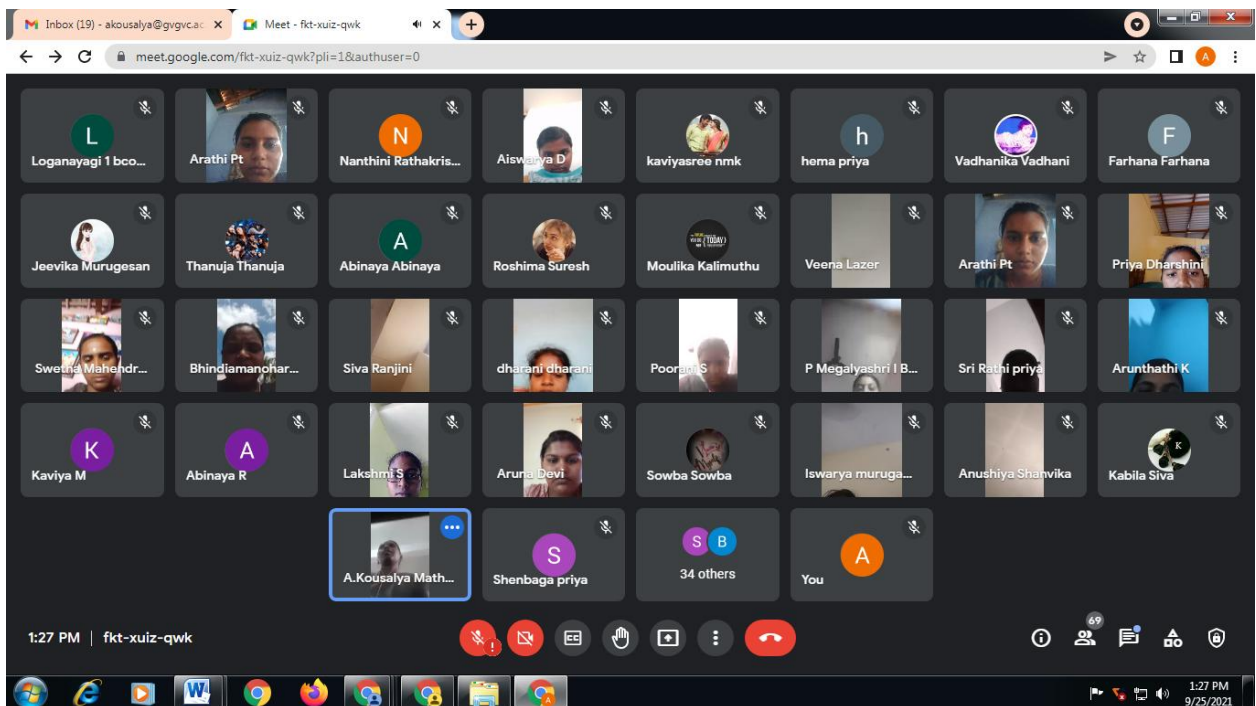 Inbox (19) - akousalya@gvgvc.ac
Meet - fkt-xuiz-qwk
meet.google.com/fkt-xuiz-qwk?pli=1&authuser=0
A
L
N
h
F
Loganayagi 1 bco...
Arathi Pt
Nanthini Rathakris...
Aiswarya D
kaviyasree nmk
hema priya
Vadhanika Vadhani
Farhana Farhana
A
TODAY
Jeevika Murugesan
Thanuja Thanuja
Abinaya Abinaya
Roshima Suresh
Moulika Kalimuthu
Veena Lazer
Arathi Pt
Priya Dharshini
Swetha Mahendr...
Bhindiamanohar...
Siva Ranjini
dharani dharani
Poorani S
P Megalyashri I B...
Sri Rathi priya
Arunthathi K
K
A
K
Kaviya M
Abinaya R
Lakshmi S
Aruna Devi
Sowba Sowba
Iswarya muruga...
Anushiya Shanvika
Kabila Siva
S
S B
A
A.Kousalya Math...
Shenbaga priya
34 others
You
1:27 PM | fkt-xuiz-qwk
CC
69
W
A
1:27 PM
9/25/2021